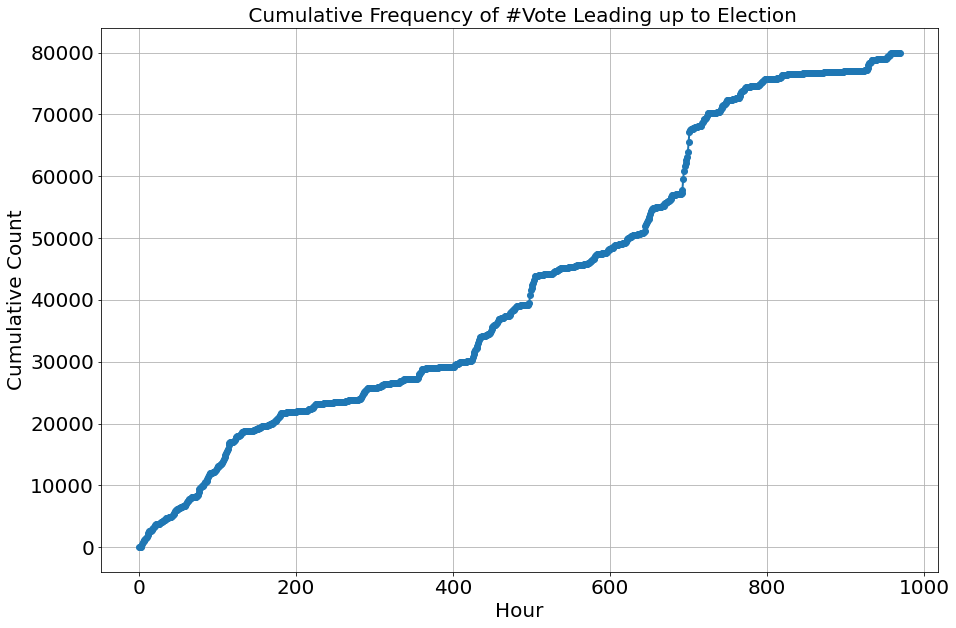 Cumulative Frequency of #Vote Leading up to Election
80000
70000
60000
50000
40000
30000
20000
10000
0
Cumulative Count
0 200 400 600 800 1000
Hour